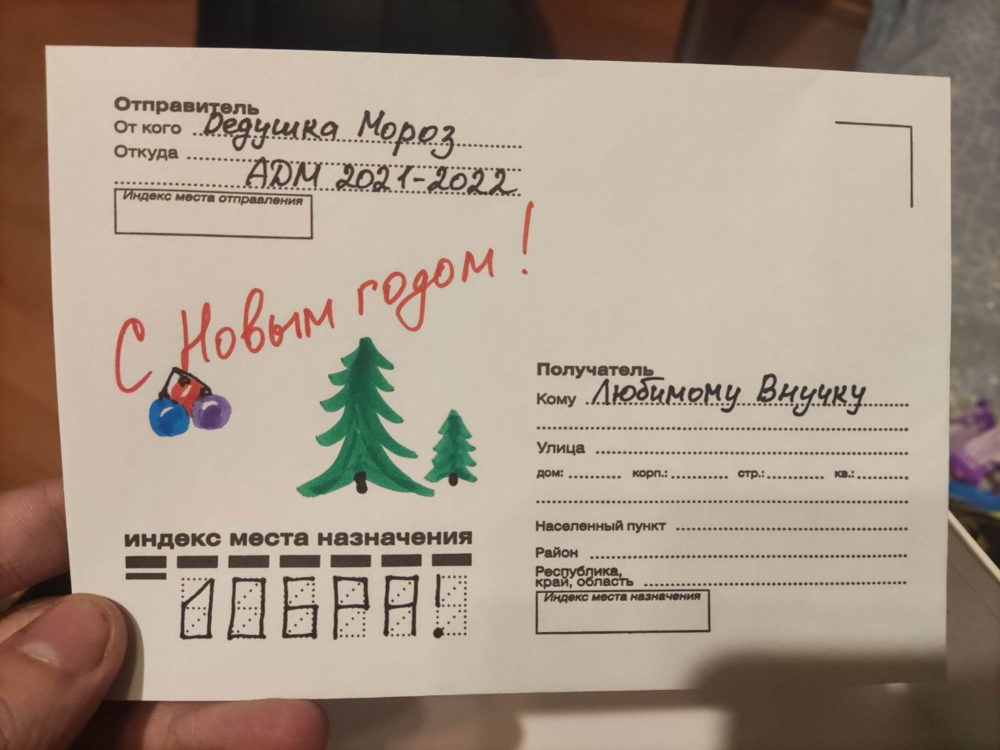 Отправитель
От кого Дедушка Мороз
Откуда
АДМ 2021-2022
Индекс места отправления
С Новым годом!
Получатель
Кому Любимому Внучку
Улица
дом: корп.: стр.: кв.:
Населенный пункт
Район
Республика,
край, область
Индекс места назначения
индекс места назначения
ДОБРА!